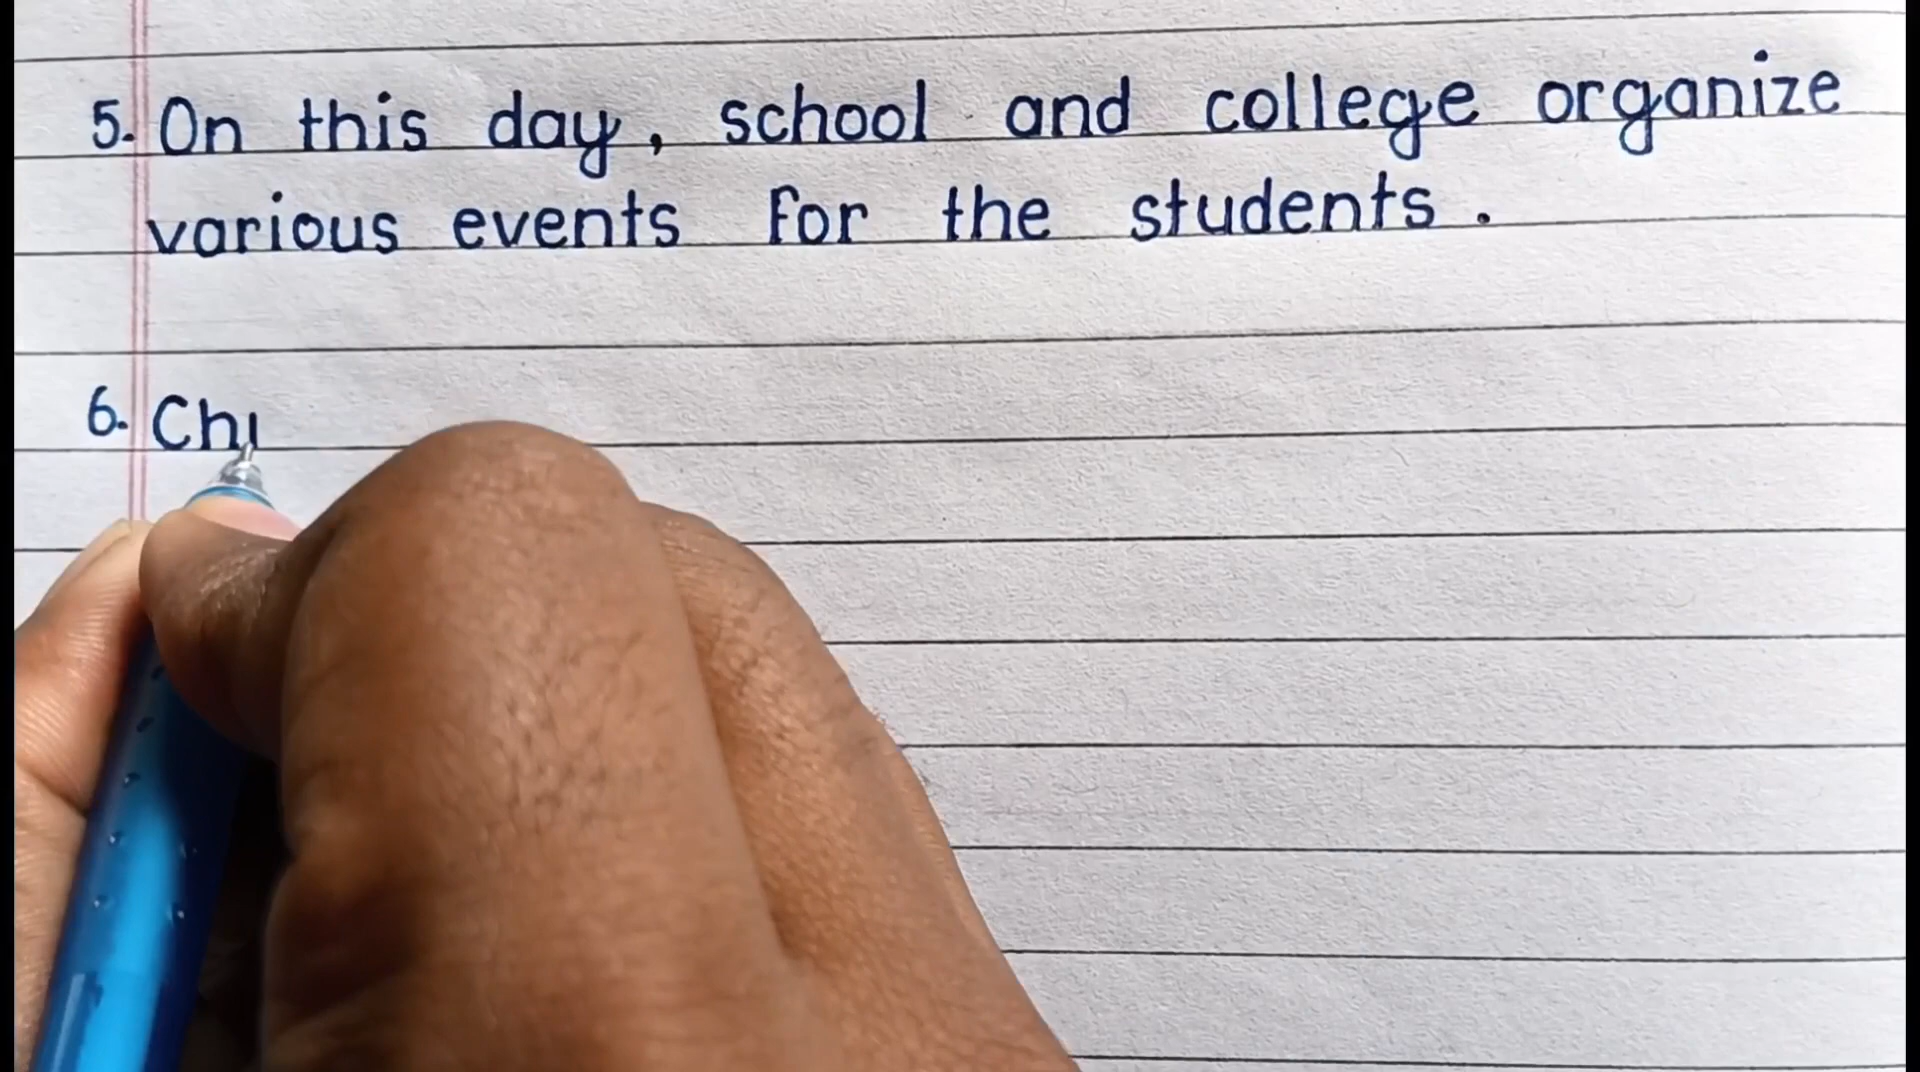 5. On this day, school and college organize
various events for the students.
6. Chi